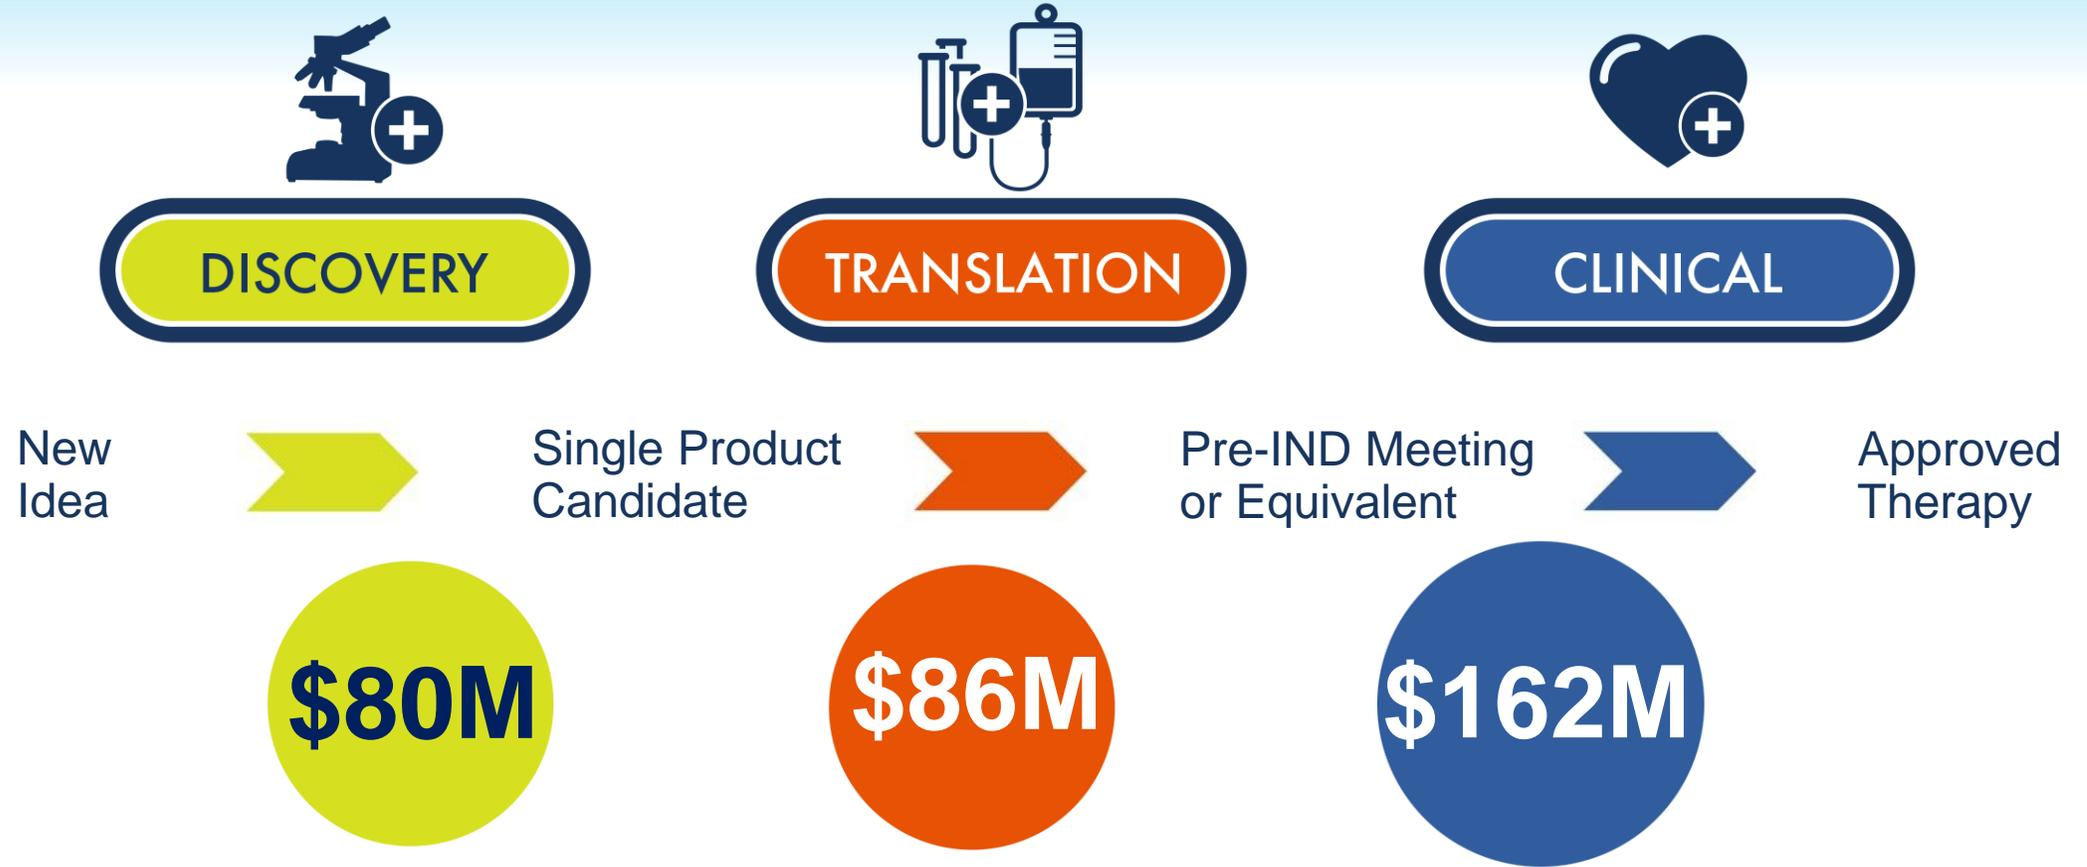 DISCOVERY
TRANSLATION
CLINICAL
New
Idea
Single Product
Candidate
Pre-IND Meeting
or Equivalent
Approved
Therapy
$80M
$86M
$162M